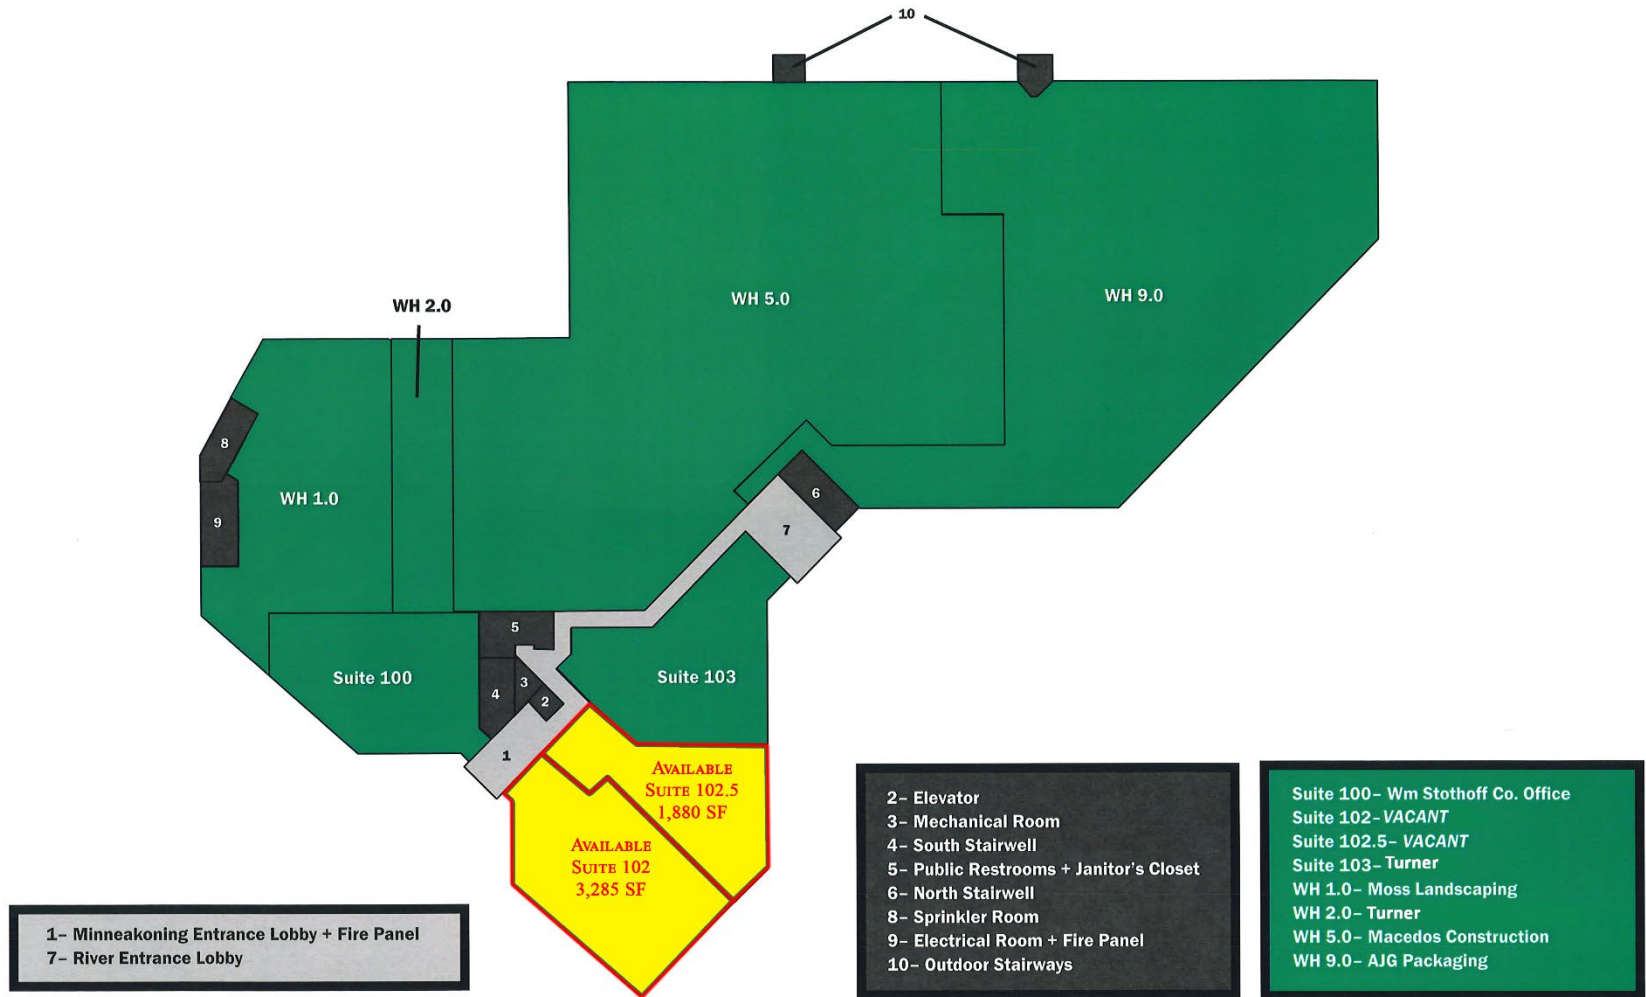 10
WH 2.0
WH 5.0
WH 9.0
8
WH 1.0
6
9
7
5
Suite 100
Suite 103
3
4
2
1
AVAILABLE
SUITE 102.5
1,880 SF
AVAILABLE
SUITE 102
3,285 SF
1– Minneakoning Entrance Lobby + Fire Panel
7– River Entrance Lobby
2– Elevator
3– Mechanical Room
4– South Stairwell
5– Public Restrooms + Janitor's Closet
6– North Stairwell
8– Sprinkler Room
9– Electrical Room + Fire Panel
10– Outdoor Stairways
Suite 100– Wm Stothoff Co. Office
Suite 102–VACANT
Suite 102.5– VACANT
Suite 103– Turner
WH 1.0– Moss Landscaping
WH 2.0– Turner
WH 5.0– Macedos Construction
WH 9.0– AJG Packaging